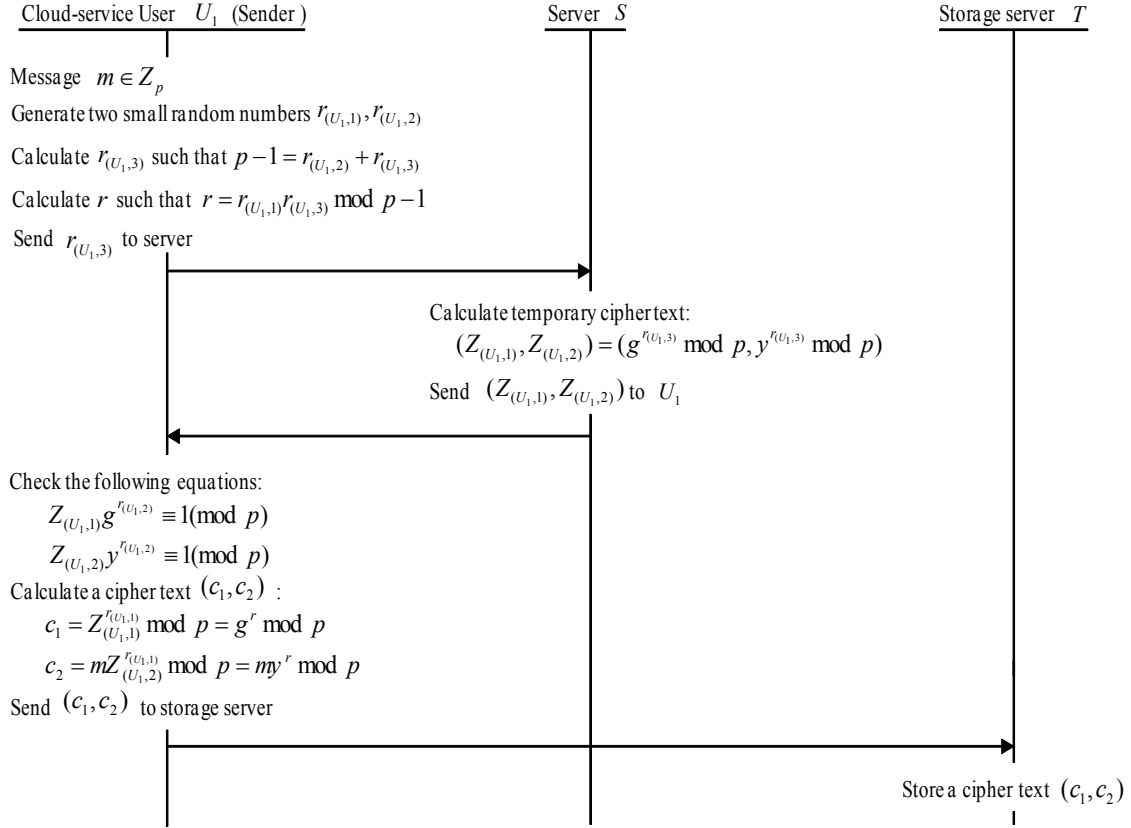 Cloud-service User U_1 (Sender)
Server S
Storage server T
Message m ∈ Z_p
Generate two small random numbers r_{(U_1,1)}, r_{(U_1,2)}
Calculate r_{(U_1,3)} such that p−1 = r_{(U_1,2)} + r_{(U_1,3)}
Calculate r such that r = r_{(U_1,1)} r_{(U_1,3)} mod p−1
Send r_{(U_1,3)} to server
Calculate temporary cipher text:
(Z_{(U_1,1)}, Z_{(U_1,2)}) = (g^{r_{(U_1,3)}} mod p, y^{r_{(U_1,3)}} mod p)
Send (Z_{(U_1,1)}, Z_{(U_1,2)}) to U_1
Check the following equations:
Z_{(U_1,1)} g^{r_{(U_1,2)}} ≡ 1(mod p)
Z_{(U_1,2)} y^{r_{(U_1,2)}} ≡ 1(mod p)
Calculate a cipher text (c_1, c_2) :
c_1 = Z_{(U_1,1)}^{r_{(U_1,1)}} mod p = g^r mod p
c_2 = mZ_{(U_1,2)}^{r_{(U_1,1)}} mod p = my^r mod p
Send (c_1, c_2) to storage server
Store a cipher text (c_1, c_2)